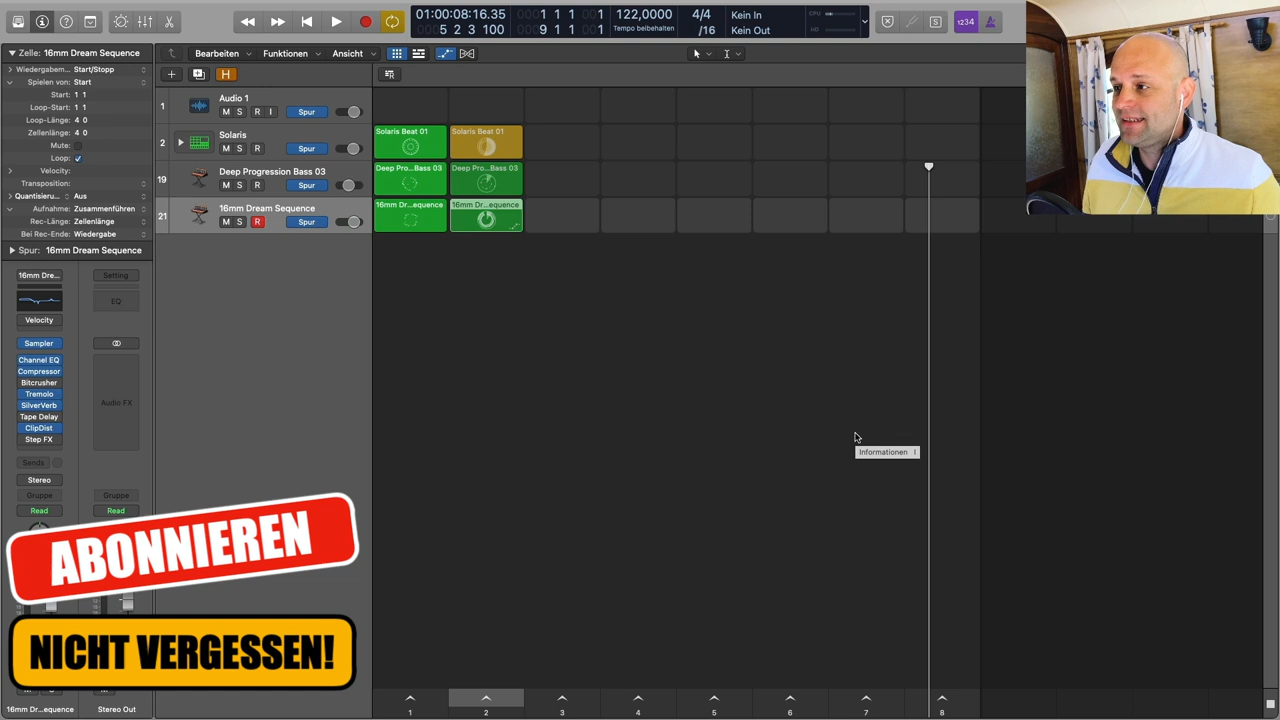 01:00:08:16.35
5 2 3 100
1 1 1 1
9 1 1 1
122,0000
Tempo beibehalten
4/4
/16
Kein In
Kein Out
CPU
HD
1234
Zelle: 16mm Dream Sequence
Wiedergabem... Start/Stopp
Spielen von: Start
Start: 1 1
Loop-Start: 1 1
Loop-Länge: 4 0
Zellenlänge: 4 0
Mute:
Loop:
Velocity:
Transposition:
Quantisieru... Aus
Aufnahme: Zusammenführen
Rec-Länge: Zellenlänge
Bei Rec-Ende: Wiedergabe
Spur: 16mm Dream Sequence
Bearbeiten
Funktionen
Ansicht
H
1
Audio 1
M S R I
Spur
2
Solaris
M S R
Spur
19
Deep Progression Bass 03
M S R
Spur
21
16mm Dream Sequence
M S R
Spur
Solaris Beat 01
Solaris Beat 01
Deep Pro...Bass 03
Deep Pro...Bass 03
16mm Dr...equence
16mm Dr...equence
Informationen I
16mm Dre...
Setting
EQ
Velocity
Sampler
Channel EQ
Compressor
Bitcrusher
Tremolo
SilverVerb
Tape Delay
ClipDist
Step FX
Audio FX
Sends
Stereo
Gruppe
Gruppe
Read
Read
ABONNIEREN
NICHT VERGESSEN!
16mm Dr...equence
Stereo Out
1 2 3 4 5 6 7 8